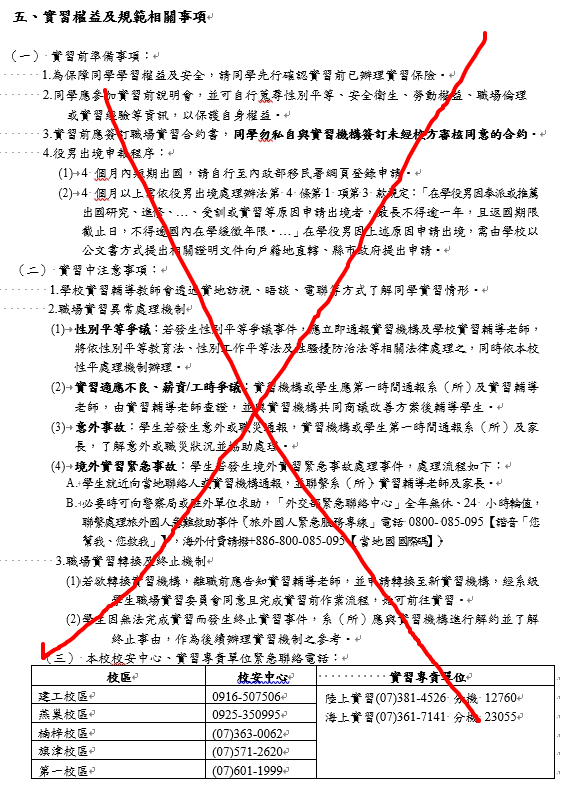 五、實習權益及規範相關事項
(一) 實習前準備事項：
1.為保障同學學習權益及安全，請同學先行確認實習前已辦理實習保險。
2.同學應參加實習前說明會，並可自行蒐尋性別平等、安全衛生、勞動權益、職場倫理
或實習經驗等資訊，以保護自身權益。
3.實習前應簽訂職場實習合約書，同學勿私自與實習機構簽訂未經校方審核同意的合約。
4.役男出境申報程序：
(1)4 個月內短期出國，請自行至內政部移民署網頁登錄申請。
(2)4 個月以上需依役男出境處理辦法第 4 條第 1 項第 3 款規定：「在學役男因奉派或推薦
出國研究、進修、…、受訓或實習等原因申請出境者，最長不得逾一年，且返國期限
截止日，不得逾國內在學緩徵年限。…」在學役男因上述原因申請出境，需由學校以
公文書方式提出相關證明文件向戶籍地直轄、縣市政府提出申請。
(二) 實習中注意事項：
1.學校實習輔導教師會透過實地訪視、晤談、電聯等方式了解同學實習情形。
2.職場實習異常處理機制
(1)性別平等爭議：若發生性別平等爭議事件，應立即通報實習機構及學校實習輔導老師，
將依性別平等教育法、性別工作平等法及性騷擾防治法等相關法律處理之，同時依本校
性平處理機制辦理。
(2)實習適應不良、薪資/工時爭議：實習機構或學生應第一時間通報系（所）及實習輔導
老師，由實習輔導老師查證，並與實習機構共同商議改善方案後輔導學生。
(3)意外事故：學生若發生意外或職災通報，實習機構或學生第一時間通報系（所）及家
長，了解意外或職災狀況並協助處理。
(4)境外實習緊急事故：學生若發生境外實習緊急事故處理事件，處理流程如下：
A.學生就近向當地聯絡人或實習機構通報，並聯繫系（所）實習輔導老師及家長。
B.必要時可向警察局或駐外單位求助，「外交部緊急聯絡中心」全年無休、24 小時輪值，
聯繫處理旅外國人急難救助事件（旅外國人緊急服務專線」電話 0800-085-095【諧音「您
幫我、您救我」】，海外付費請撥+886-800-085-095【當地國國際碼】)
3.職場實習轉換及終止機制
(1)若欲轉換實習機構，離職前應告知實習輔導老師，並申請轉換至新實習機構，經系級
學生職場實習委員會同意且完成實習前作業流程，始可前往實習。
(2)學生因無法完成實習而發生終止實習事件，系（所）應與實習機構進行解約並了解
終止事由，作為後續辦理實習機制之參考。
(三) 本校校安中心、實習專責單位緊急聯絡電話：
校區 校安中心 實習專責單位
建工校區 0916-507506 陸上實習(07)381-4526 分機 12760
燕巢校區 0925-350995 海上實習(07)361-7141 分機 23055
楠梓校區 (07)363-0062
旗津校區 (07)571-2620
第一校區 (07)601-1999